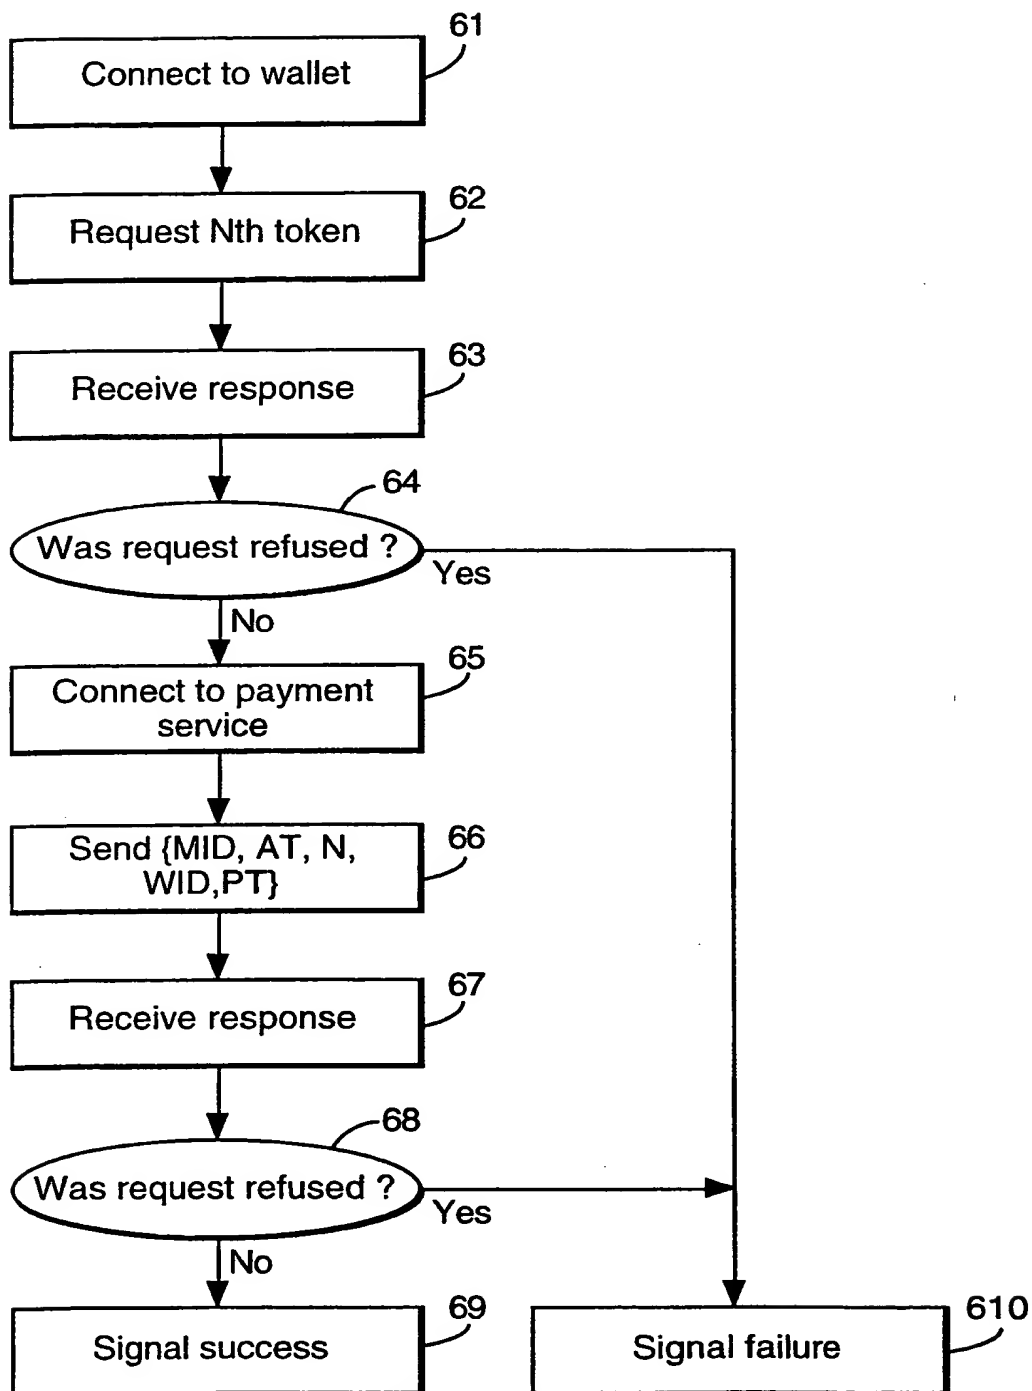 61
Connect to wallet
62
Request Nth token
63
Receive response
64
Was request refused ?
Yes
No
65
Connect to payment
service
66
Send {MID, AT, N,
WID,PT}
67
Receive response
68
Was request refused ?
Yes
No
69
Signal success
610
Signal failure